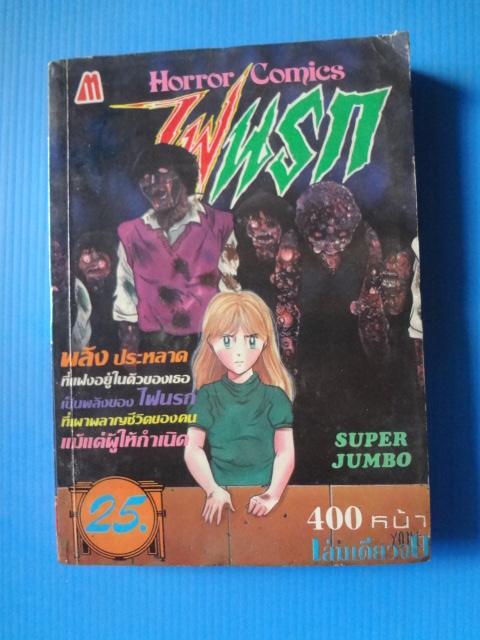 Horror Comics
ไฟนรก
พลัง ประหลาด
ที่แฝงอยู่ในตัวของเธอ
เป็นพลังของ ไฟนรก
ที่เผาผลาญชีวิตของคน
แม้แต่ผู้ให้กำเนิด
SUPER
JUMBO
25.
400 หน้า
เล่มเดียวจบ